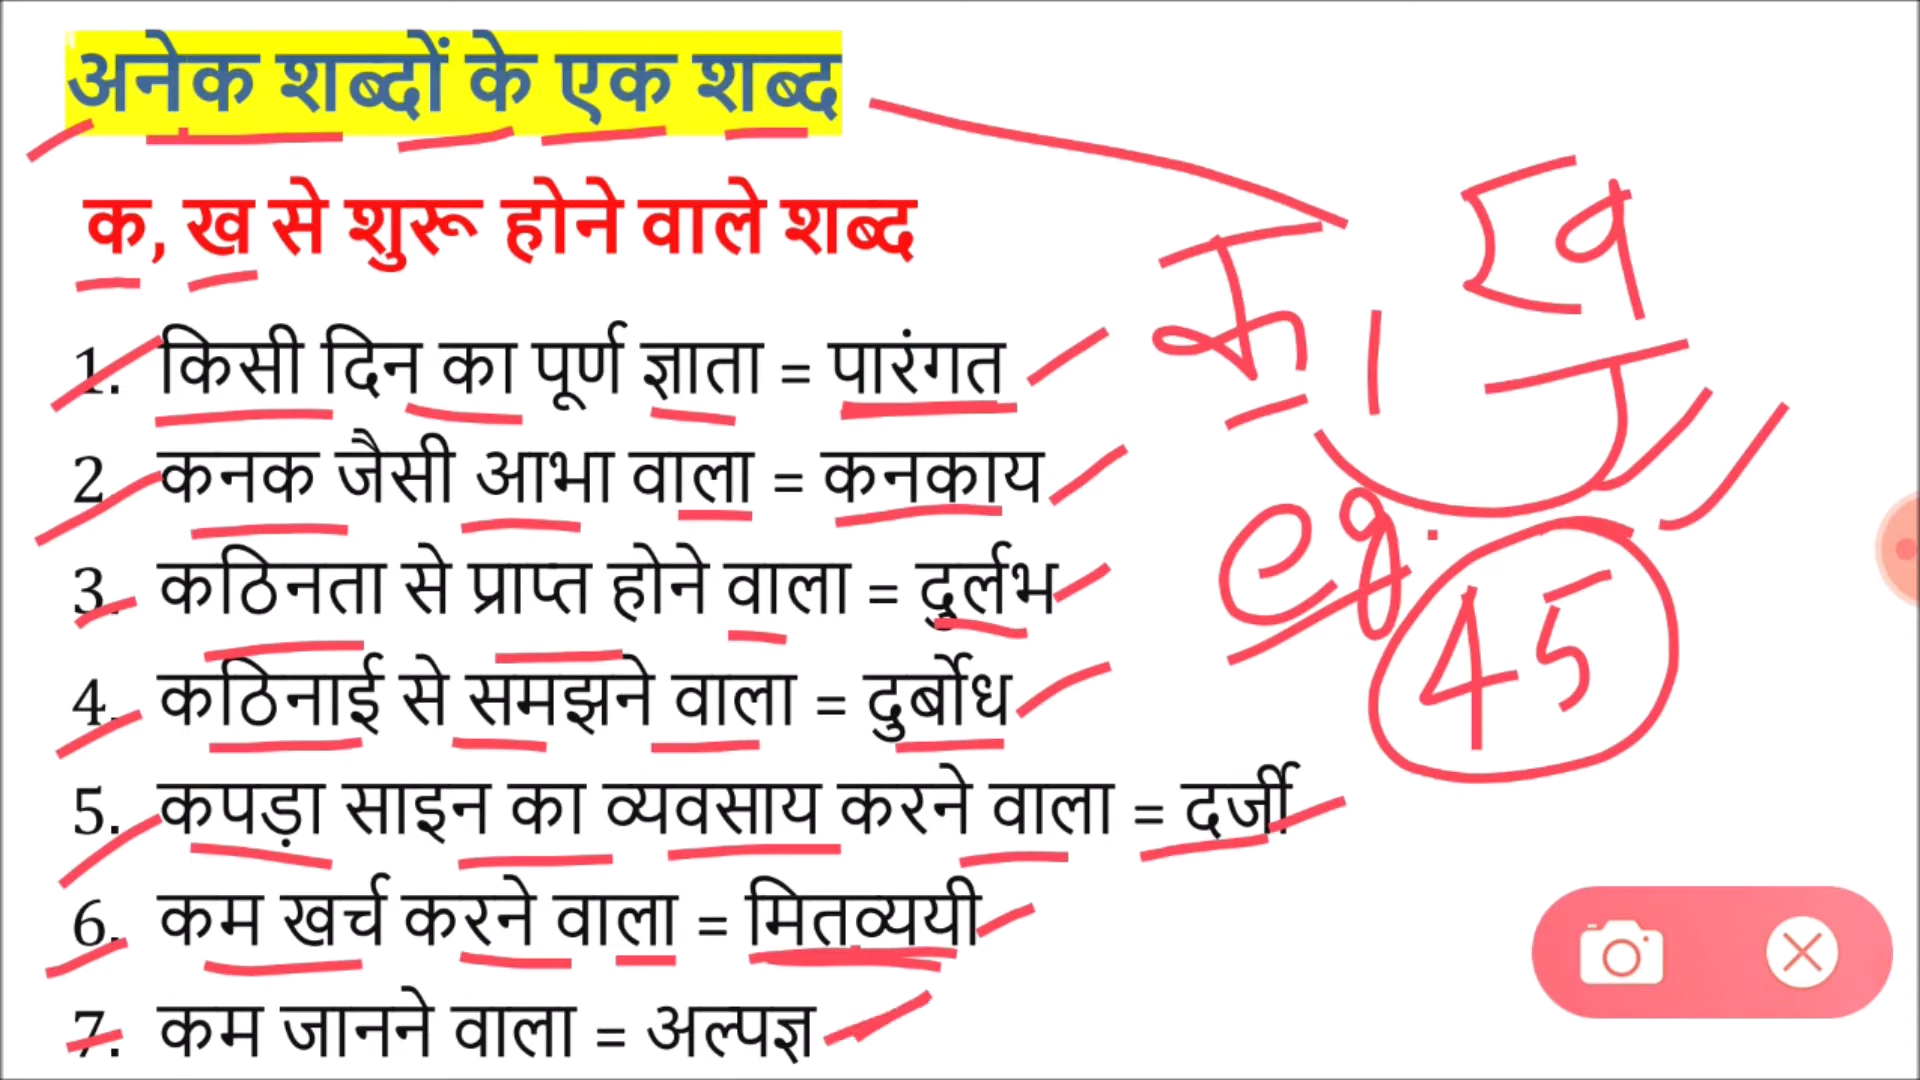 अनेक शब्दों के एक शब्द
क, ख से शुरू होने वाले शब्द
क । ख
1. किसी दिन का पूर्ण ज्ञाता = पारंगत
2 कनक जैसी आभा वाला = कनकाय
eg.
3. कठिनता से प्राप्त होने वाला = दुर्लभ
45
4. कठिनाई से समझने वाला = दुर्बोध
5. कपड़ा साइन का व्यवसाय करने वाला = दर्जी
6. कम खर्च करने वाला = मितव्ययी
7. कम जानने वाला = अल्पज्ञ